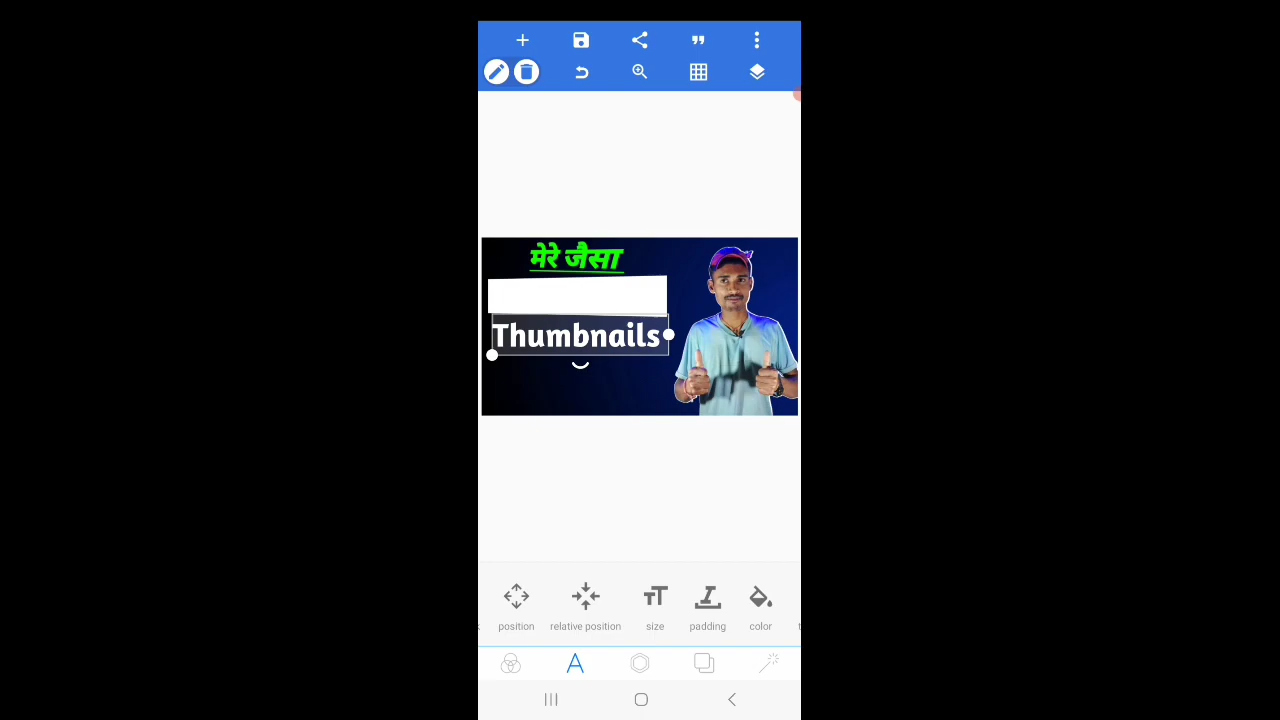 मेरे जैसा
Thumbnails
position relative position size padding color